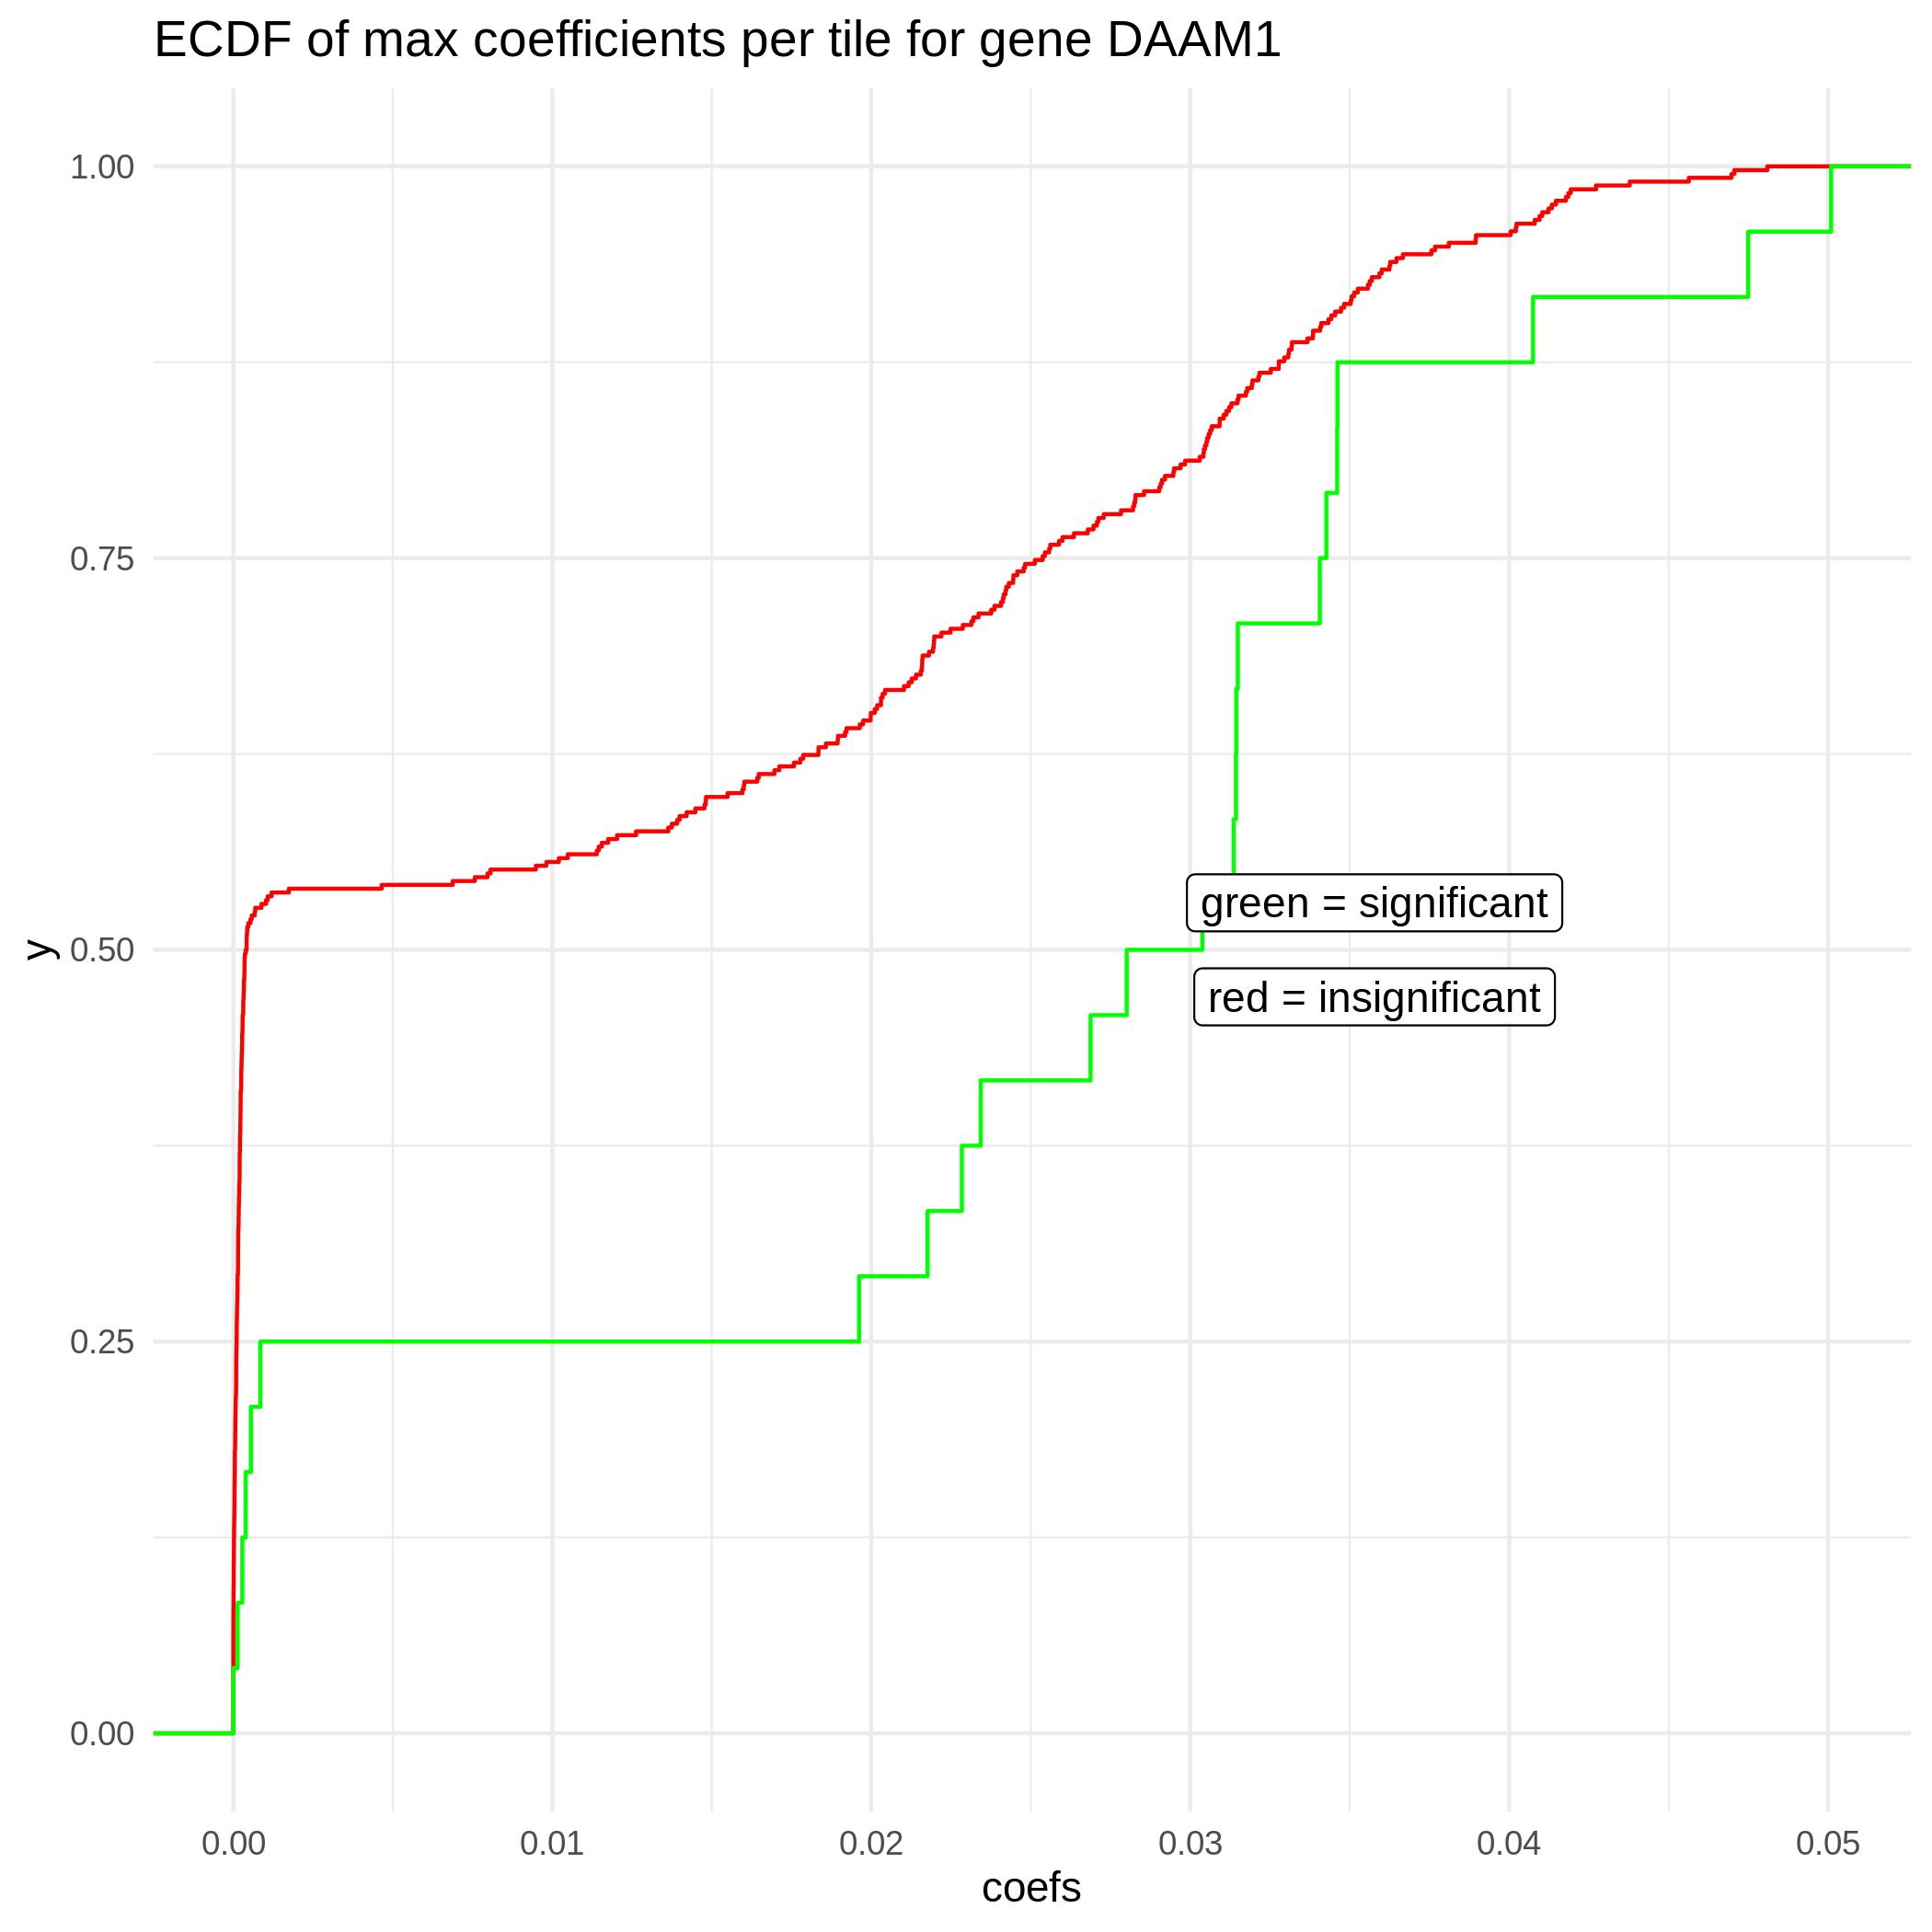 ECDF of max coefficients per tile for gene DAAM1
1.00
0.75
0.50
0.25
0.00
y
green = significant
red = insignificant
0.00 0.01 0.02 0.03 0.04 0.05
coefs